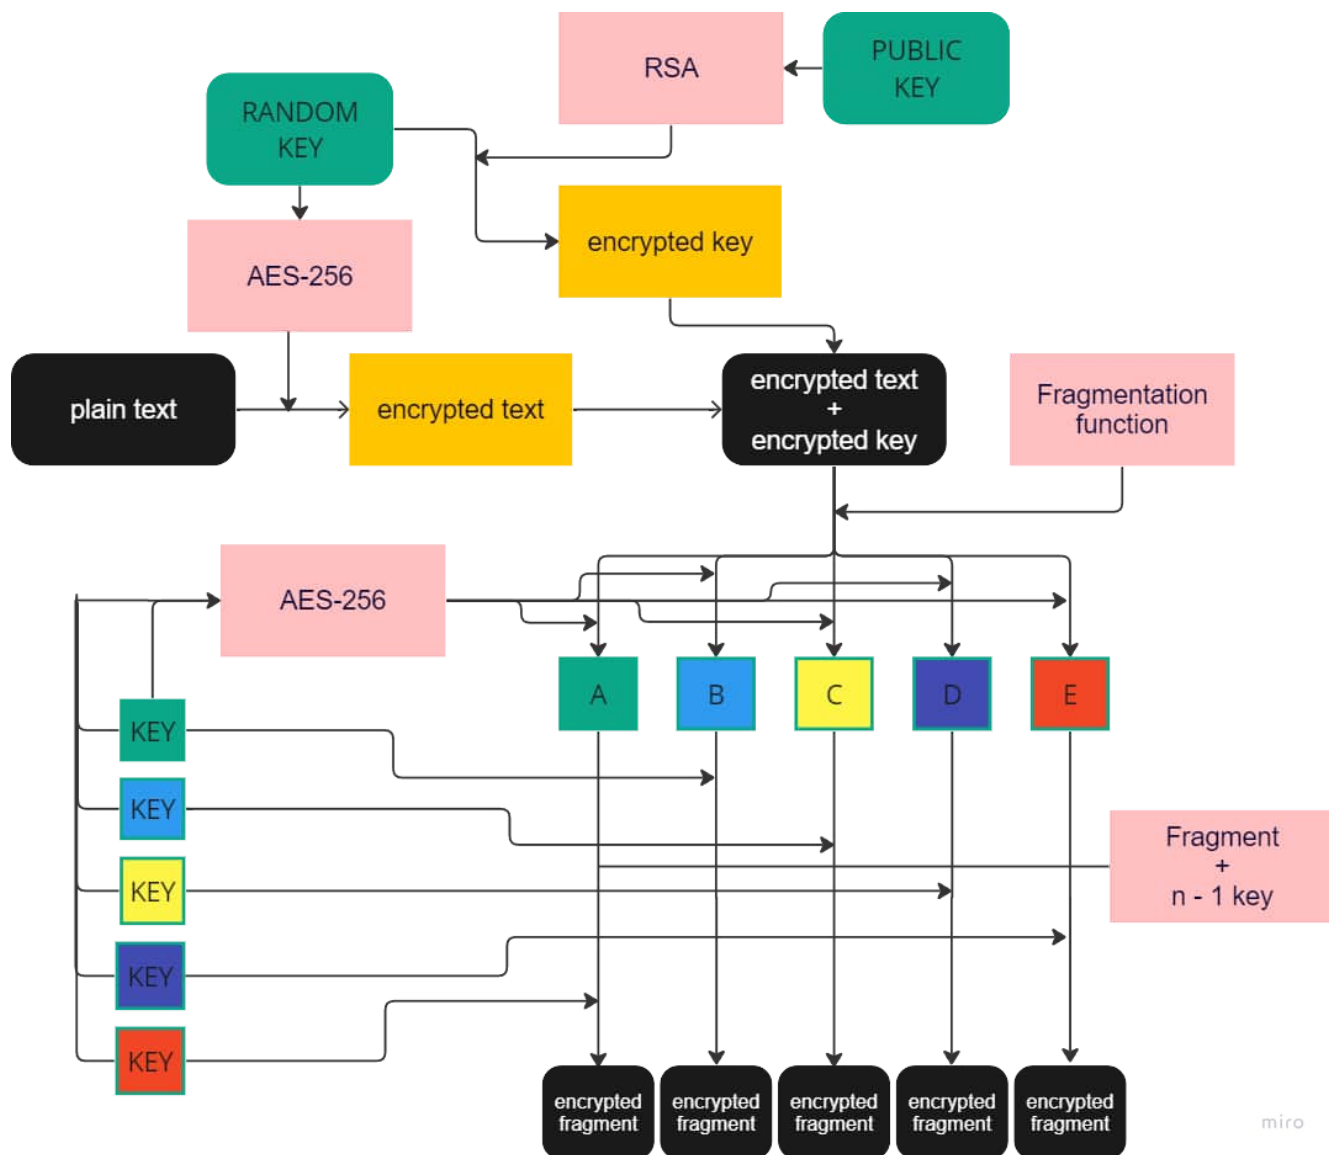 RSA
PUBLIC
KEY
RANDOM
KEY
encrypted key
AES-256
plain text
encrypted text
encrypted text
+
encrypted key
Fragmentation
function
AES-256
A
B
C
D
E
KEY
KEY
KEY
KEY
KEY
Fragment
+
n - 1 key
encrypted
fragment
encrypted
fragment
encrypted
fragment
encrypted
fragment
encrypted
fragment
miro